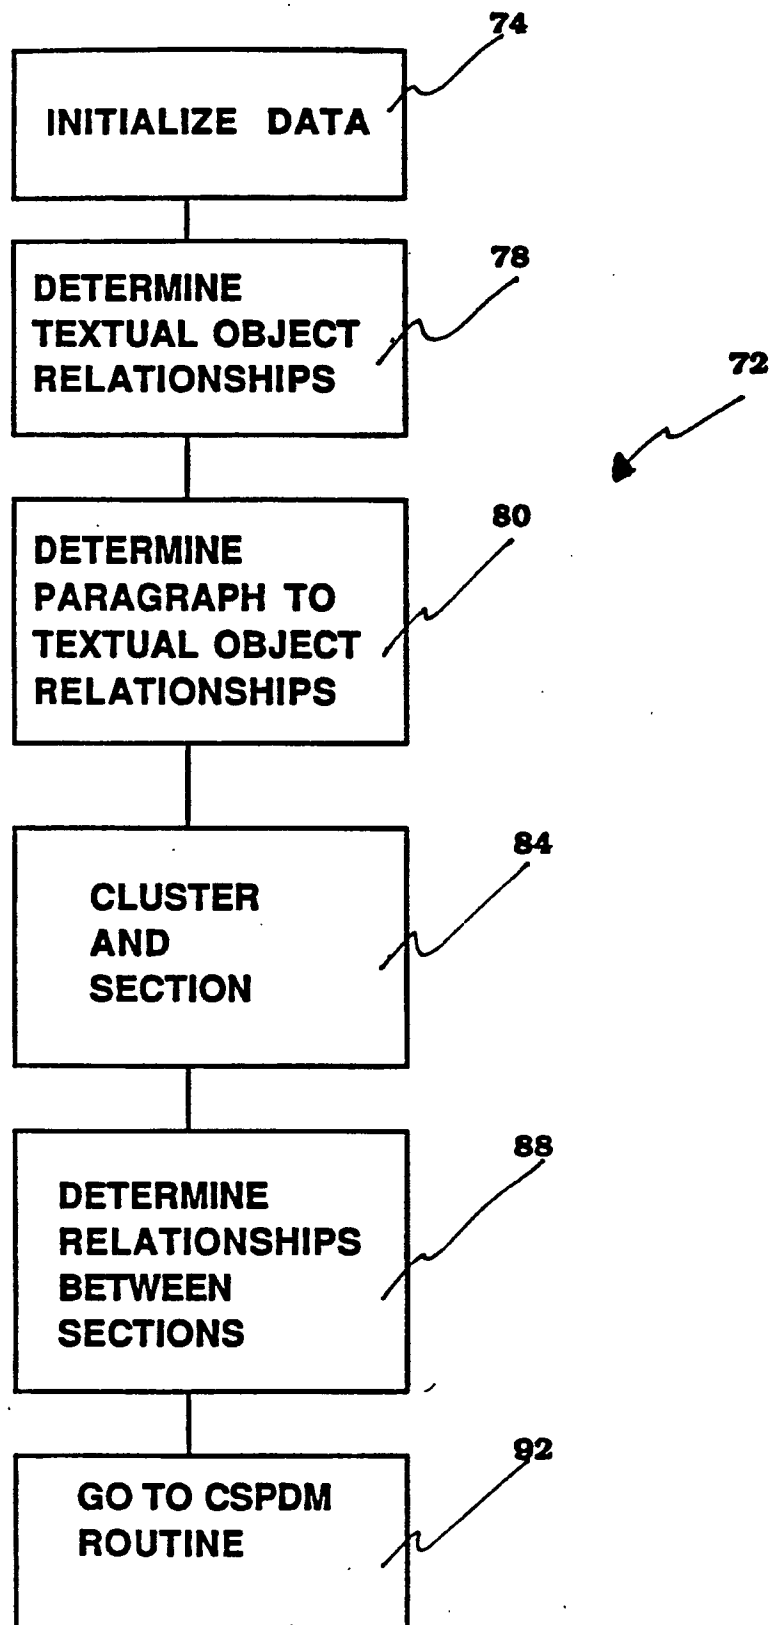 74
INITIALIZE DATA
78
DETERMINE
TEXTUAL OBJECT
RELATIONSHIPS
72
80
DETERMINE
PARAGRAPH TO
TEXTUAL OBJECT
RELATIONSHIPS
84
CLUSTER
AND
SECTION
88
DETERMINE
RELATIONSHIPS
BETWEEN
SECTIONS
92
GO TO CSPDM
ROUTINE